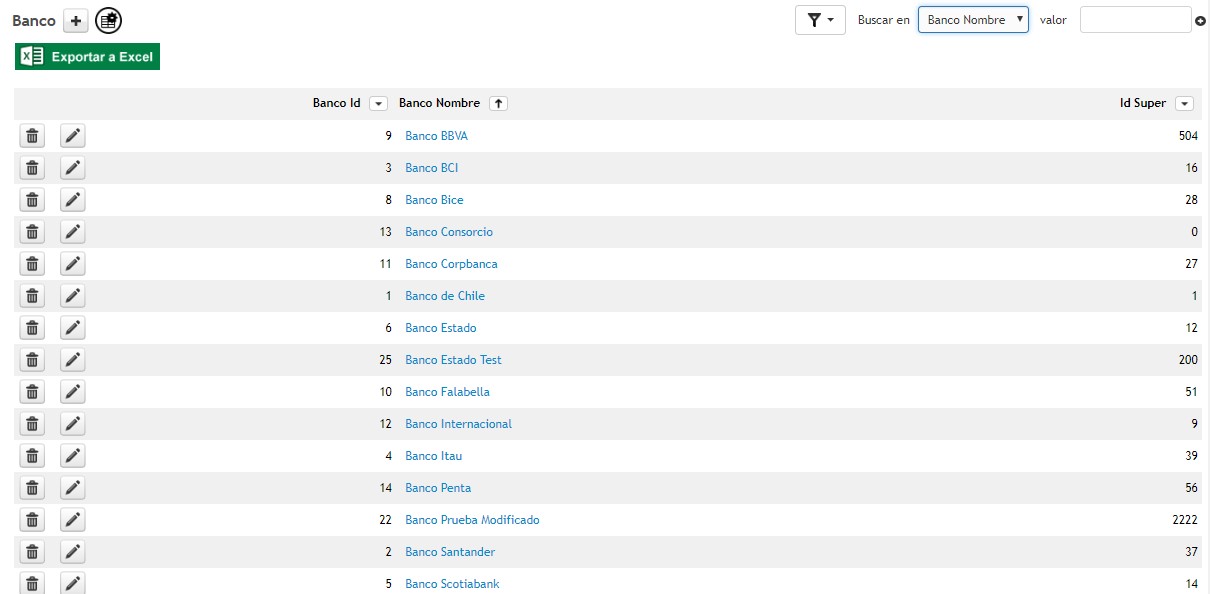 Banco
Buscar en Banco Nombre valor
Exportar a Excel
Banco Id Banco Nombre Id Super
9 Banco BBVA 504
3 Banco BCI 16
8 Banco Bice 28
13 Banco Consorcio 0
11 Banco Corpbanca 27
1 Banco de Chile 1
6 Banco Estado 12
25 Banco Estado Test 200
10 Banco Falabella 51
12 Banco Internacional 9
4 Banco Itau 39
14 Banco Penta 56
22 Banco Prueba Modificado 2222
2 Banco Santander 37
5 Banco Scotiabank 14